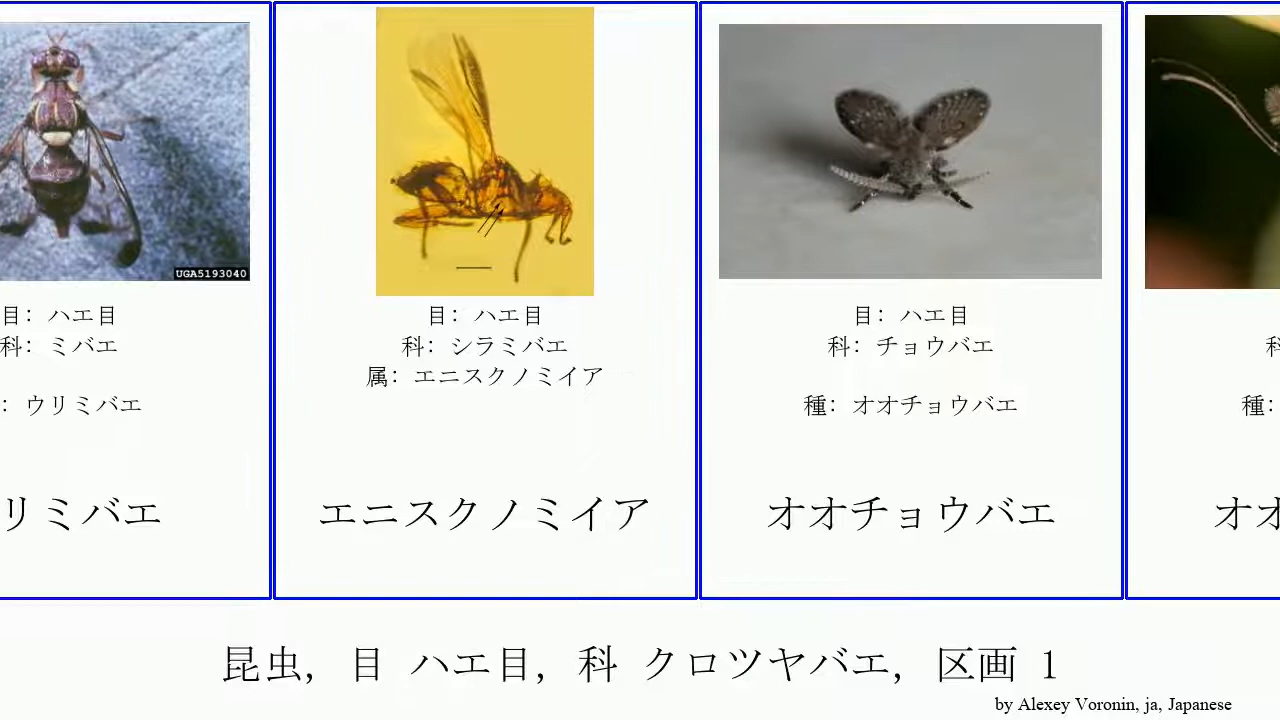 UGA5193040
目: ハエ目
科: ミバエ
: ウリミバエ
リミバエ
目: ハエ目
科: シラミバエ
属: エニスクノミイア
エニスクノミイア
目: ハエ目
科: チョウバエ
種: オオチョウバエ
オオチョウバエ
種:
オオ
昆虫, 目 ハエ目, 科 クロツヤバエ, 区画 1
by Alexey Voronin, ja, Japanese